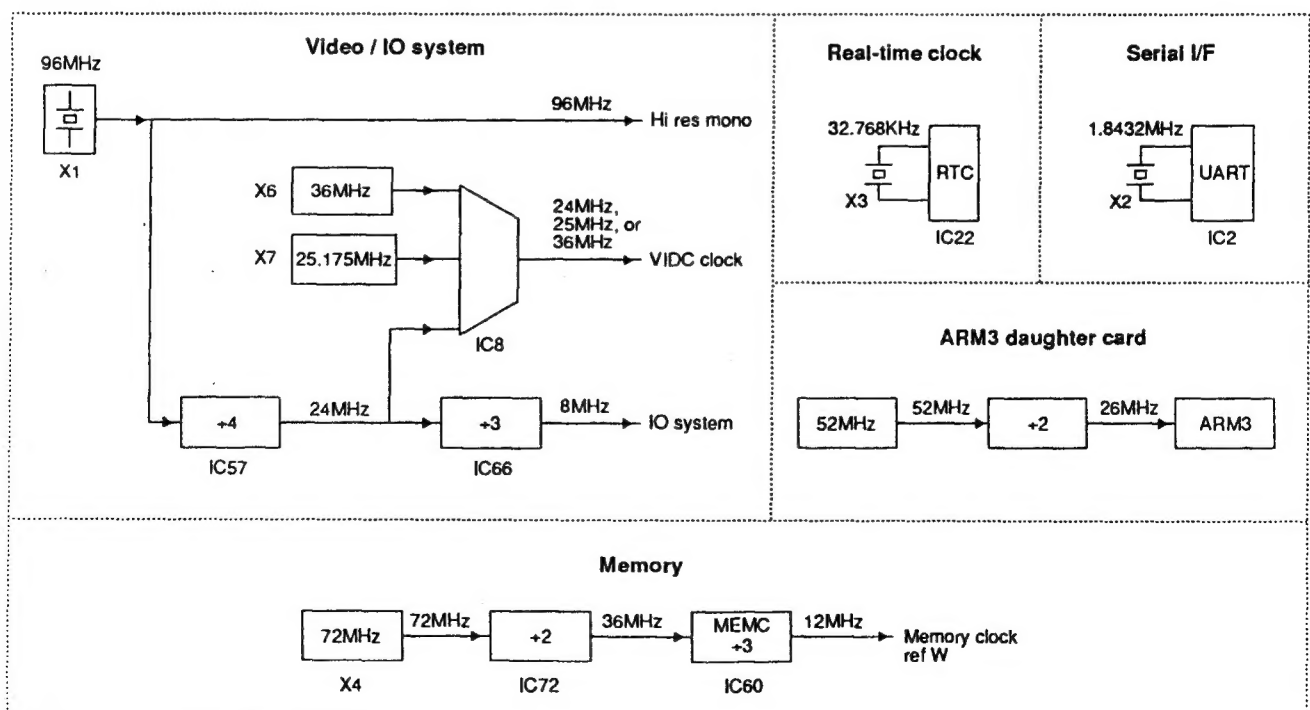 Video / IO system
96MHz
X1
96MHz
Hi res mono
X6
36MHz
X7
25.175MHz
24MHz,
25MHz, or
36MHz
VIDC clock
IC8
÷4
24MHz
÷3
8MHz
IO system
IC57
IC66
Real-time clock
32.768KHz
RTC
X3
IC22
Serial I/F
1.8432MHz
UART
X2
IC2
ARM3 daughter card
52MHz
52MHz
÷2
26MHz
ARM3
Memory
72MHz
72MHz
÷2
36MHz
MEMC
÷3
12MHz
Memory clock
ref W
X4
IC72
IC60